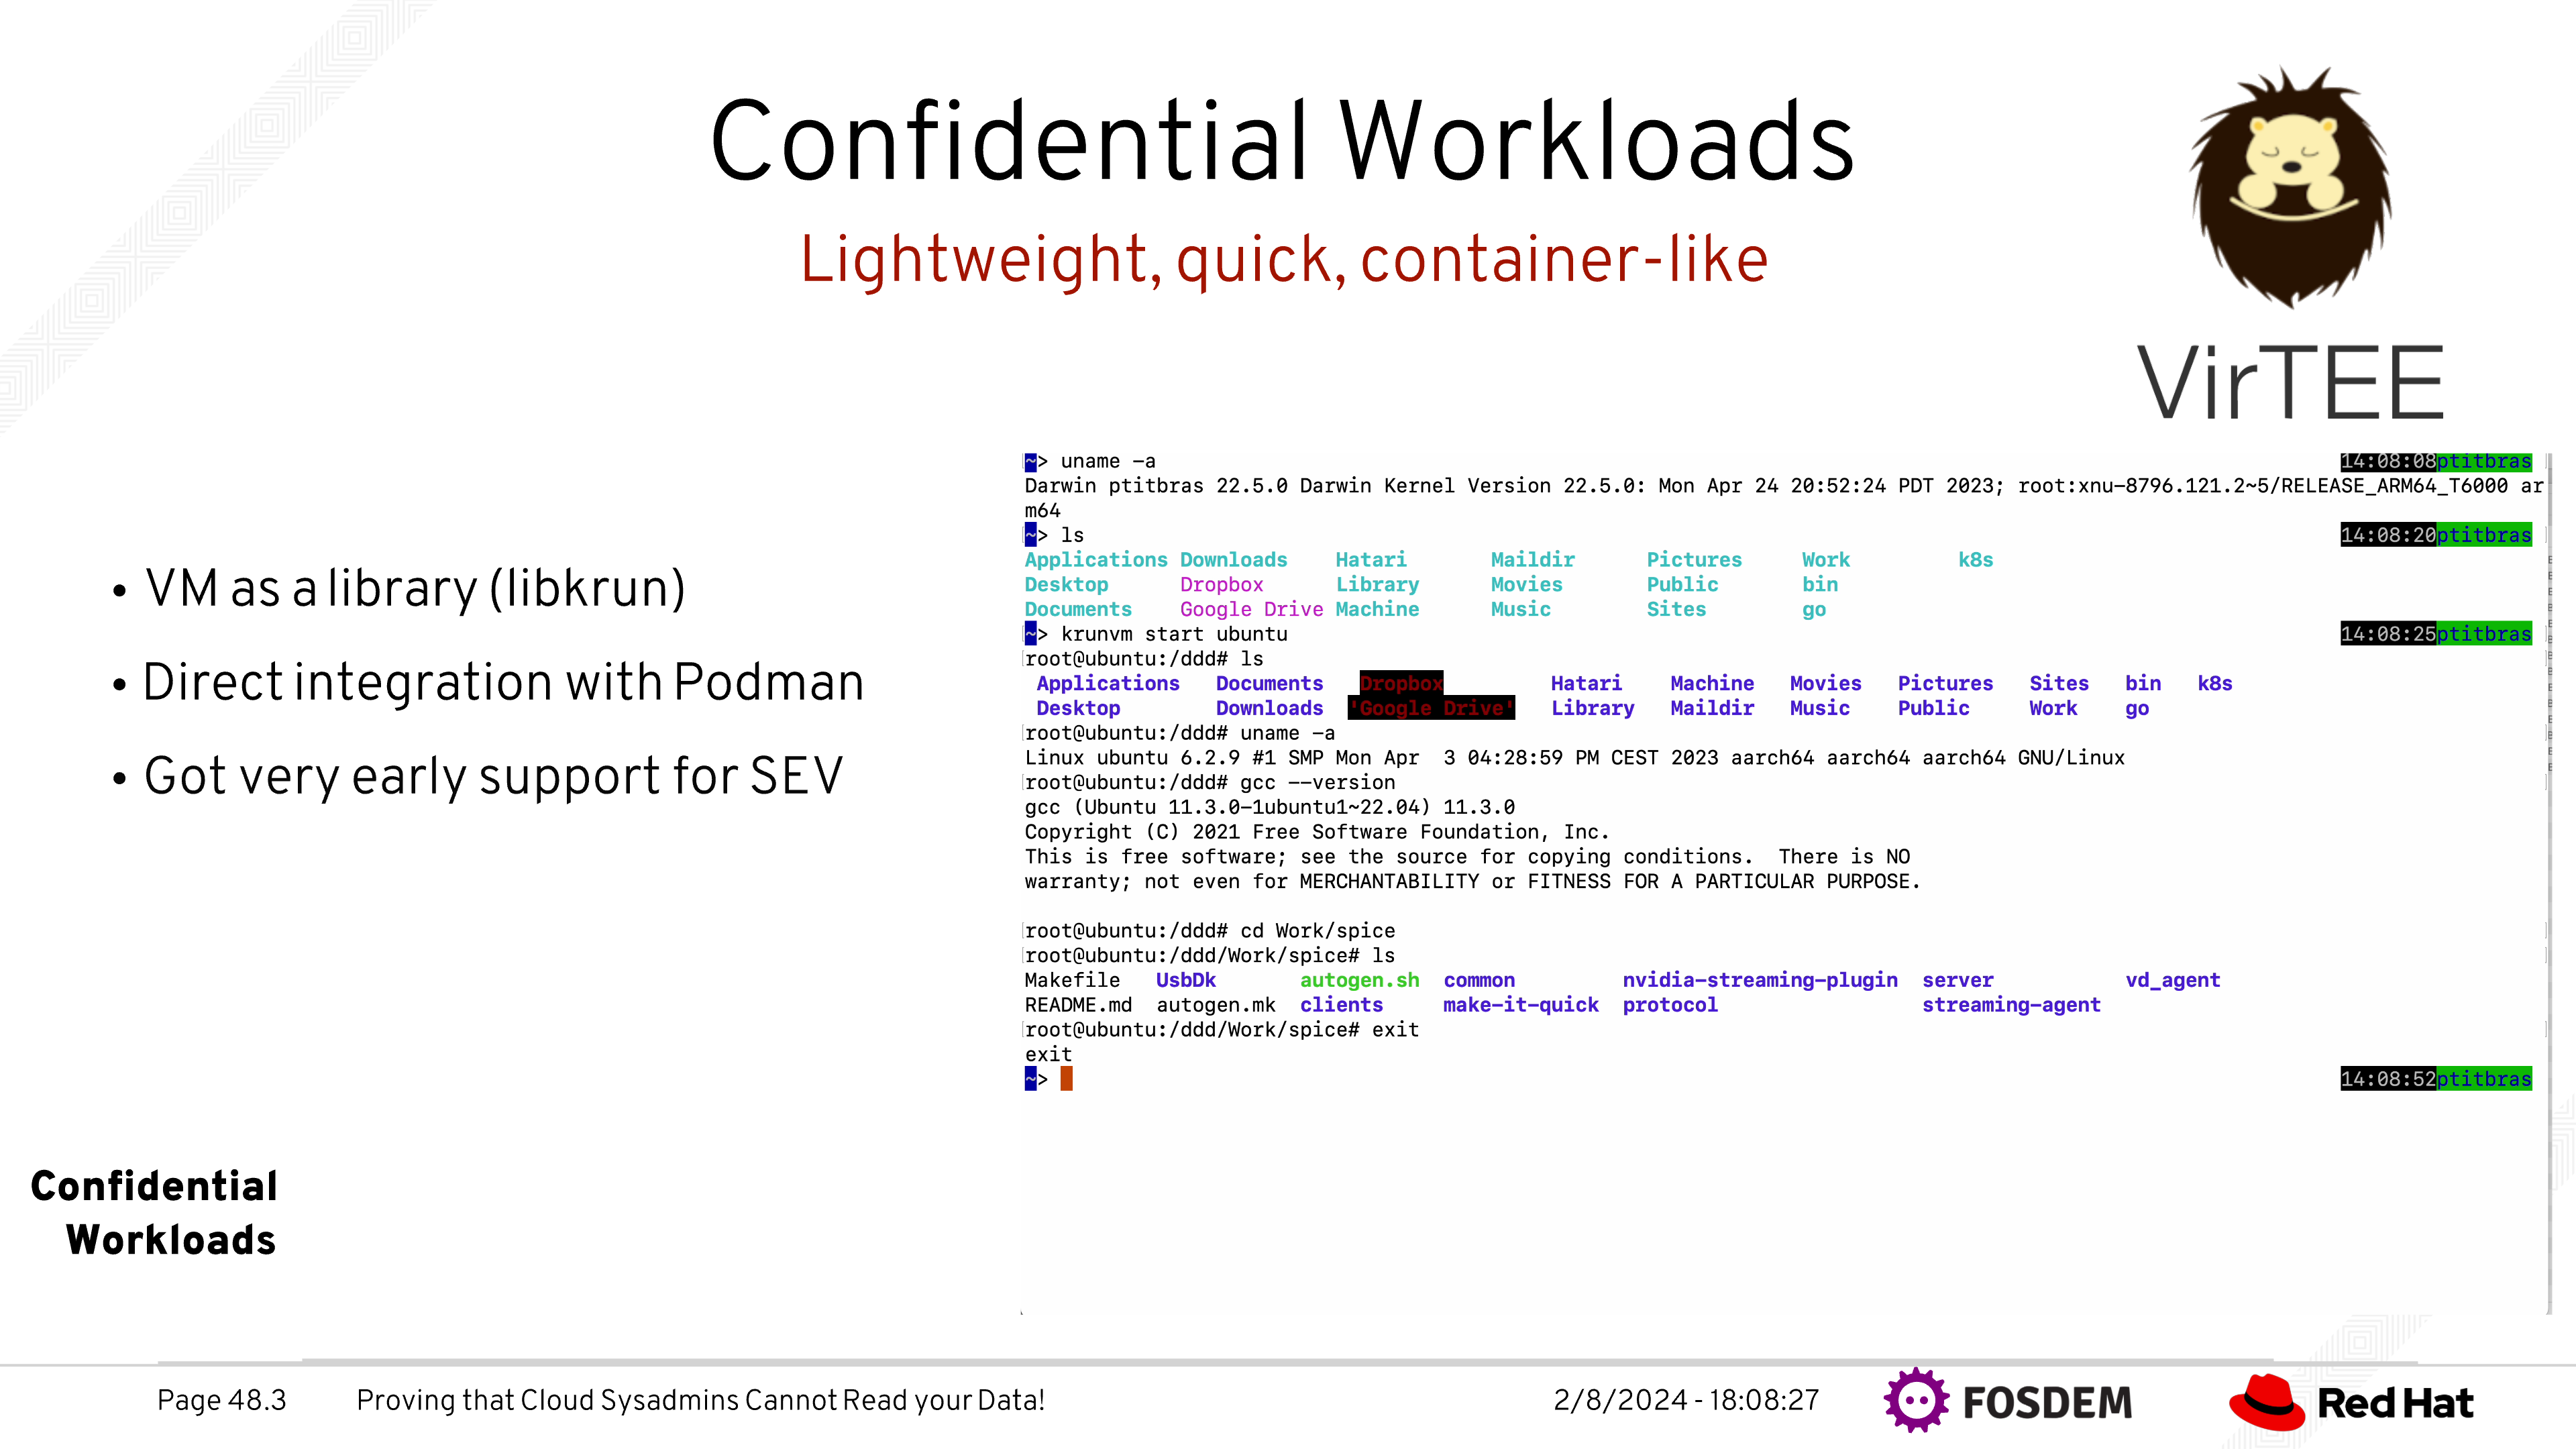 Confidential Workloads
Lightweight, quick, container-like
VirTEE
• VM as a library (libkrun)
• Direct integration with Podman
• Got very early support for SEV
~> uname -a 14:08:08ptitbras
Darwin ptitbras 22.5.0 Darwin Kernel Version 22.5.0: Mon Apr 24 20:52:24 PDT 2023; root:xnu-8796.121.2~5/RELEASE_ARM64_T6000 ar
m64
~> ls 14:08:20ptitbras
Applications Downloads Hatari Maildir Pictures Work k8s
Desktop Dropbox Library Movies Public bin
Documents Google Drive Machine Music Sites go
~> krunvm start ubuntu 14:08:25ptitbras
root@ubuntu:/ddd# ls
Applications Documents Dropbox Hatari Machine Movies Pictures Sites bin k8s
Desktop Downloads 'Google Drive' Library Maildir Music Public Work go
root@ubuntu:/ddd# uname -a
Linux ubuntu 6.2.9 #1 SMP Mon Apr  3 04:28:59 PM CEST 2023 aarch64 aarch64 aarch64 GNU/Linux
root@ubuntu:/ddd# gcc --version
gcc (Ubuntu 11.3.0-1ubuntu1~22.04) 11.3.0
Copyright (C) 2021 Free Software Foundation, Inc.
This is free software; see the source for copying conditions.  There is NO
warranty; not even for MERCHANTABILITY or FITNESS FOR A PARTICULAR PURPOSE.
root@ubuntu:/ddd# cd Work/spice
root@ubuntu:/ddd/Work/spice# ls
Makefile UsbDk autogen.sh common nvidia-streaming-plugin server vd_agent
README.md autogen.mk clients make-it-quick protocol streaming-agent
root@ubuntu:/ddd/Work/spice# exit
exit
~> 14:08:52ptitbras
Confidential
Workloads
Page 48.3 Proving that Cloud Sysadmins Cannot Read your Data! 2/8/2024 - 18:08:27 FOSDEM Red Hat